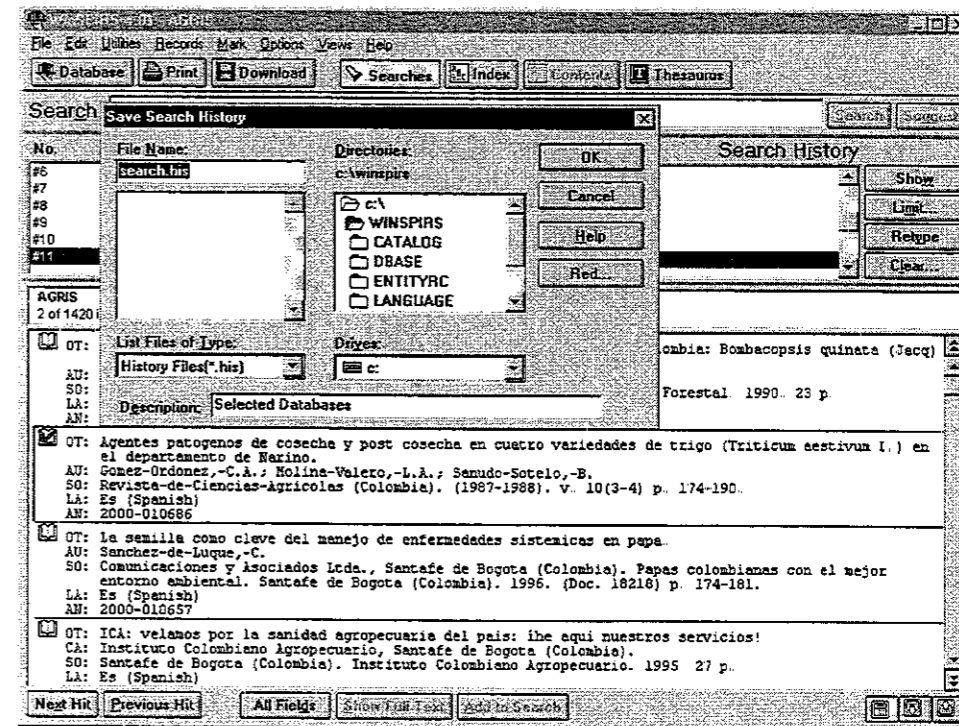 File Edit Utilities Records Mark Options Views Help
Database Print Download Searches Index Contents Thesaurus
Search Search Suggest
Save Search History
No. Search History
File Name: Directories: OK
search.his c:\winspirs Cancel
#6 Show
#7 c:\ Limit...
#8 WINSPIRS Help Retype
#9 CATALOG Red... Clear...
#10 DBASE
#11 ENTITYRC
LANGUAGE
AGRIS
2 of 1420
List Files of Type: Drives:
History Files(*.his) c:
Description: Selected Databases
OT: ombia: Bombacopsis quinata (Jacq)
AU:
SO: Forestal. 1990.. 23 p.
LA:
AN:
OT: Agentes patogenos de cosecha y post cosecha en cuatro variedades de trigo (Triticum aestivum I.) en
el departamento de Narino.
AU: Gomez-Ordonez,-C.A.; Molina-Valero,-L.A.; Sanudo-Sotelo,-B.
SO: Revista-de-Ciencias-Agricolas (Colombia). (1987-1988). v.. 10(3-4) p.. 174-190..
LA: Es (Spanish)
AN: 2000-010686
OT: La semilla como clave del manejo de enfermedades sistemicas en papa..
AU: Sanchez-de-Luque,-C.
SO: Comunicaciones y Asociados Ltda., Santafe de Bogota (Colombia). Papas colombianas con el mejor
entorno ambiental. Santafe de Bogota (Colombia). 1996. (Doc. 18218) p. 174-181.
LA: Es (Spanish)
AN: 2000-010657
OT: ICA: velamos por la sanidad agropecuaria del pais: ihe aqui nuestros servicios!
CA: Instituto Colombiano Agropecuario, Santafe de Bogota (Colombia).
SO: Santafe de Bogota (Colombia). Instituto Colombiano Agropecuario. 1995 27 p..
LA: Es (Spanish)
Next Hit Previous Hit All Fields Show Full Text Add to Search